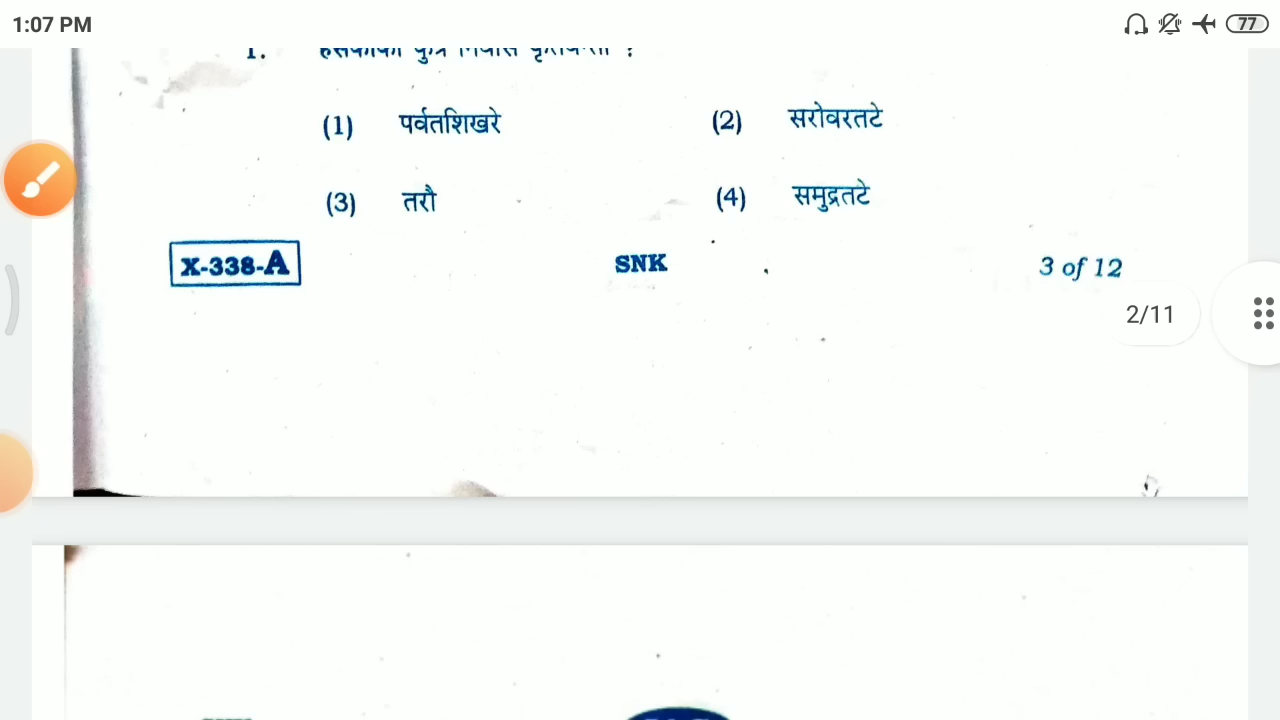 1:07 PM 77
1.
(1) पर्वतशिखरे (2) सरोवरतटे
(3) तरौ (4) समुद्रतटे
X-338-A SNK 3 of 12
2/11